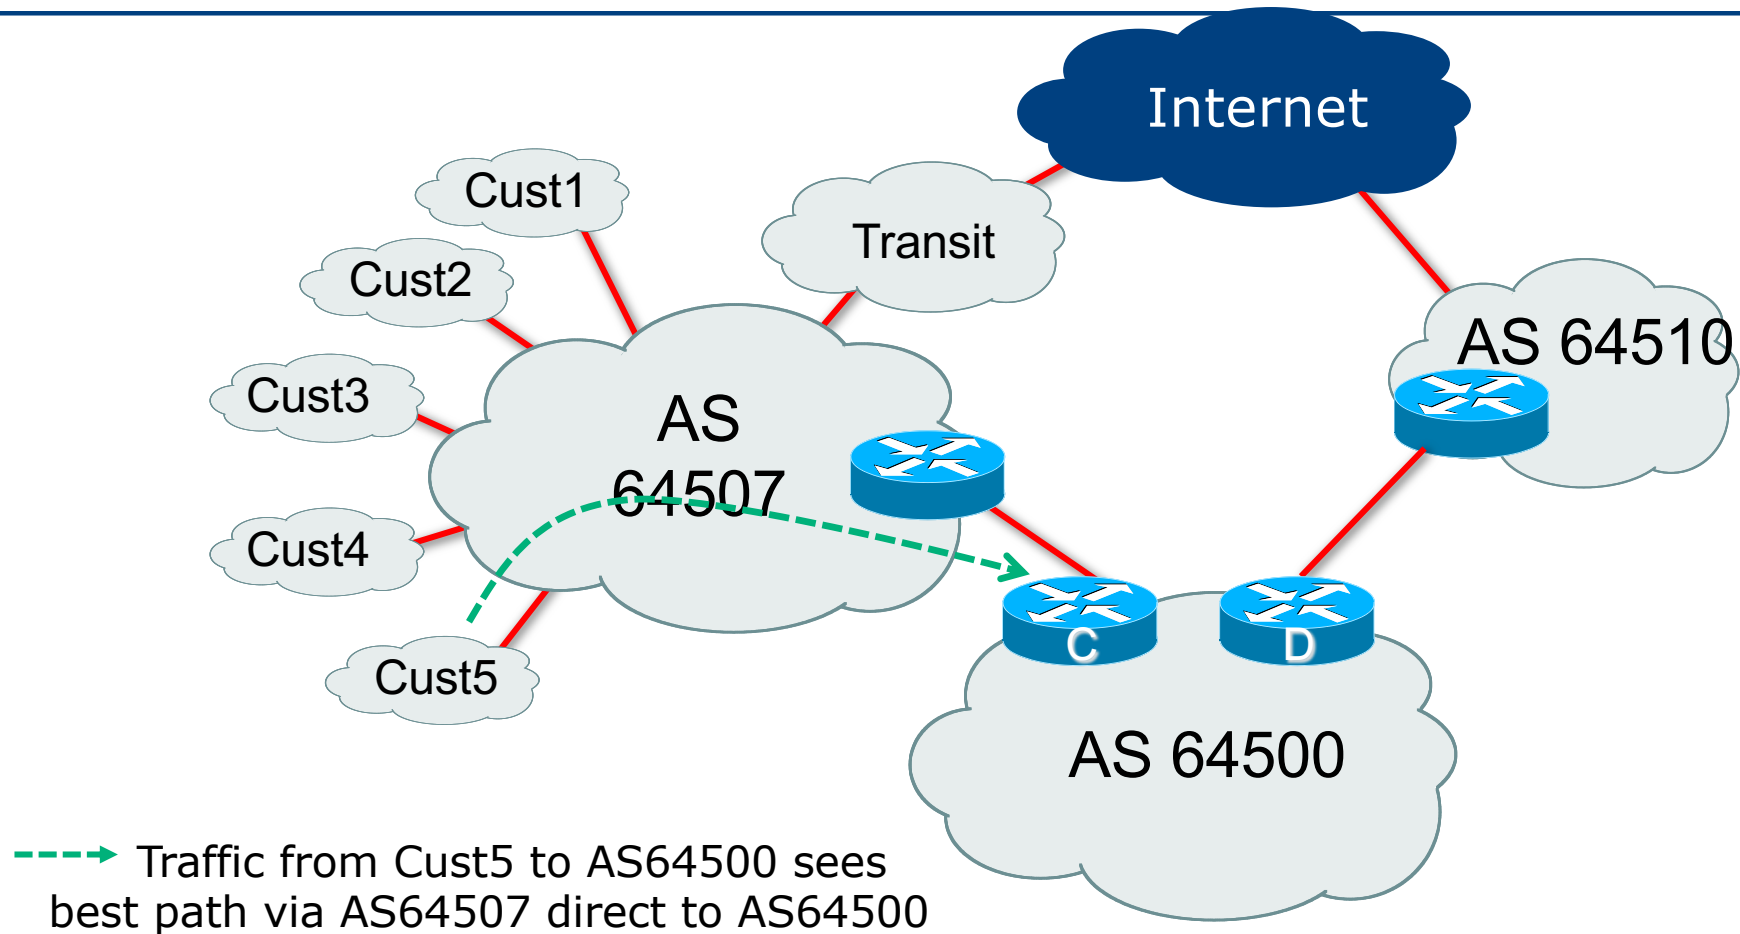 Internet
Cust1
Transit
Cust2
AS 64510
Cust3
AS
64507
Cust4
C
D
Cust5
AS 64500
Traffic from Cust5 to AS64500 sees
best path via AS64507 direct to AS64500